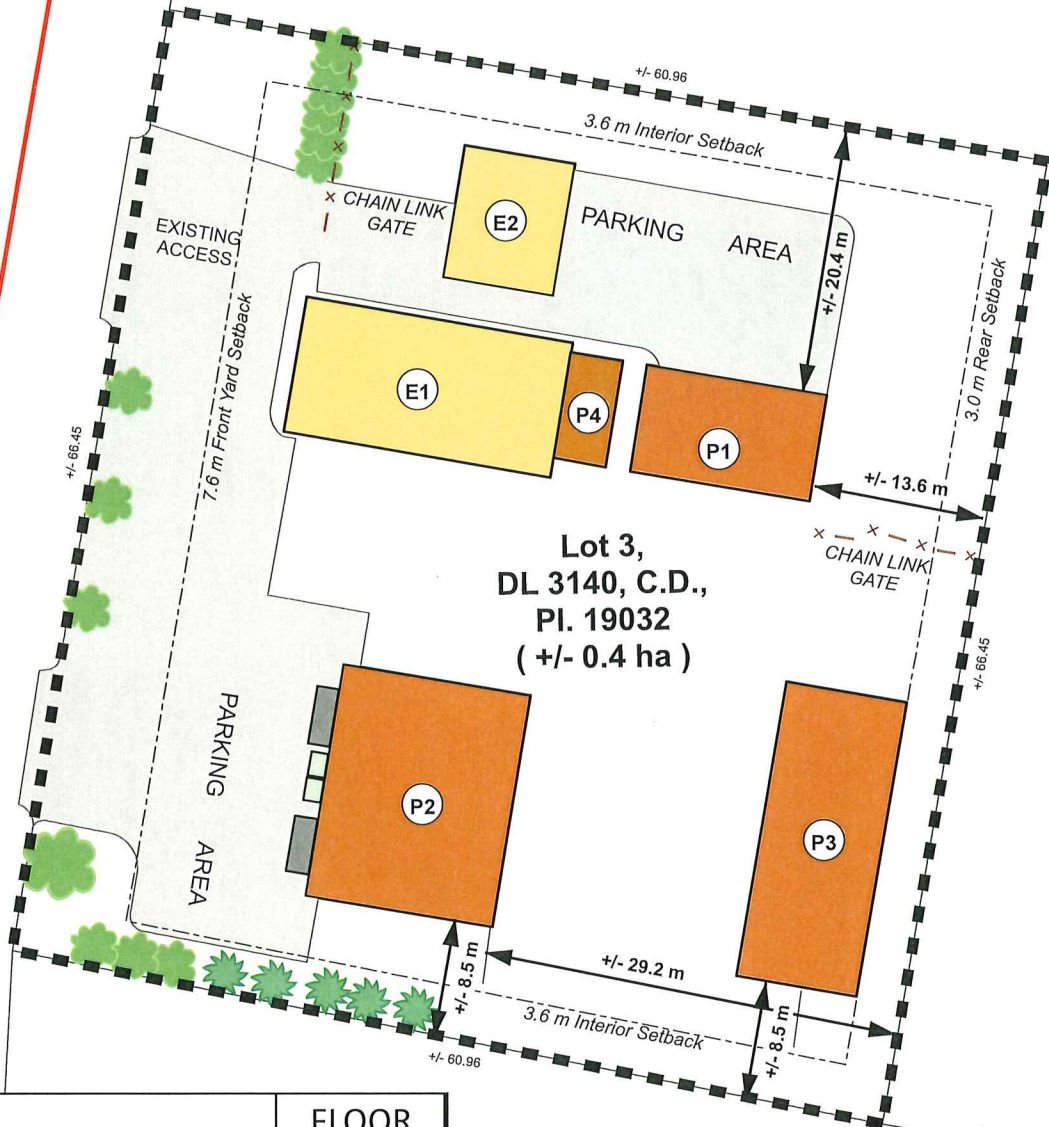 +/- 60.96
3.6 m Interior Setback
CHAIN LINK
GATE
E2
PARKING AREA
EXISTING
ACCESS
+/- 20.4 m
7.6 m Front Yard Setback
3.0 m Rear Setback
E1
P4
P1
+/- 66.45
+/- 13.6 m
CHAIN LINK
GATE
Lot 3,
DL 3140, C.D.,
Pl. 19032
( +/- 0.4 ha )
+/- 66.45
PARKING AREA
P2
P3
+/- 8.5 m
+/- 29.2 m
3.6 m Interior Setback
+/- 8.5 m
+/- 60.96
FLOOR